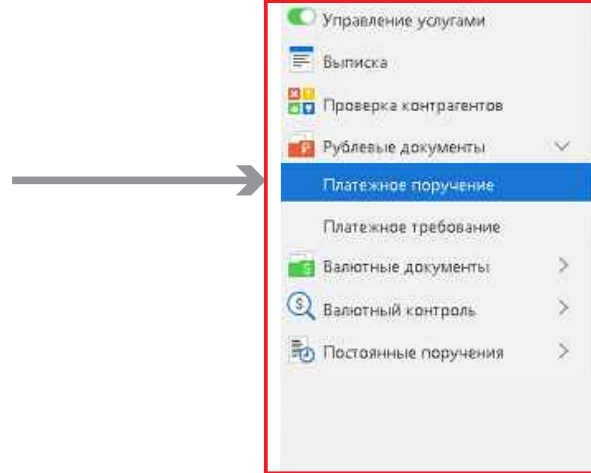 Управление услугами
Выписка
Проверка контрагентов
Рублевые документы
Платежное поручение
Платежное требование
Валютные документы
Валютный контроль
Постоянные поручения